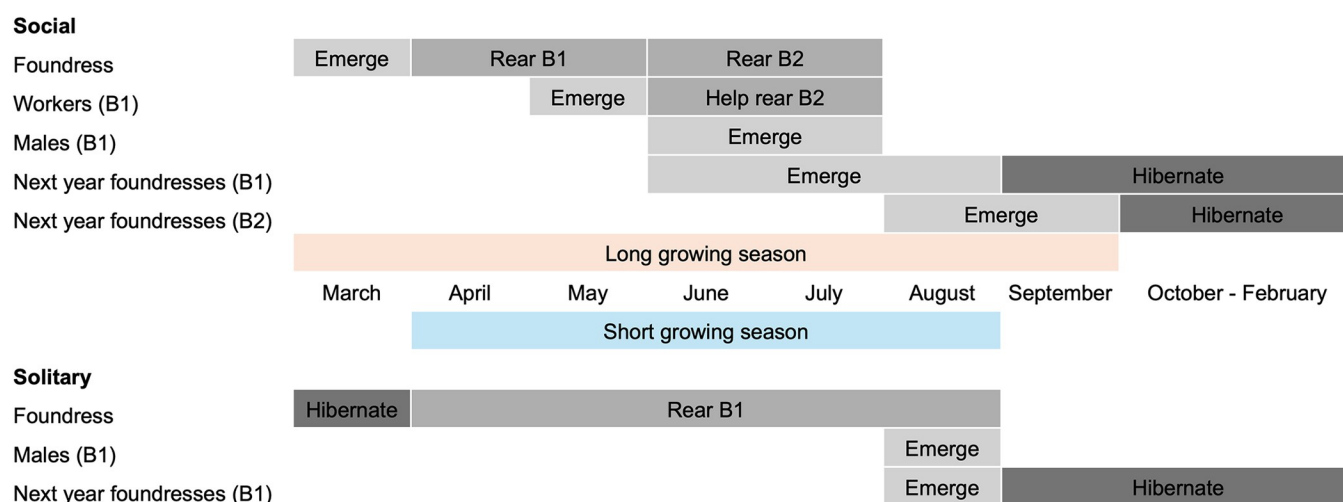 Social
Foundress Emerge Rear B1 Rear B2
Workers (B1) Emerge Help rear B2
Males (B1) Emerge
Next year foundresses (B1) Emerge Hibernate
Next year foundresses (B2) Emerge Hibernate
Long growing season
March April May June July August September October - February
Short growing season
Solitary
Foundress Hibernate Rear B1
Males (B1) Emerge
Next year foundresses (B1) Emerge Hibernate